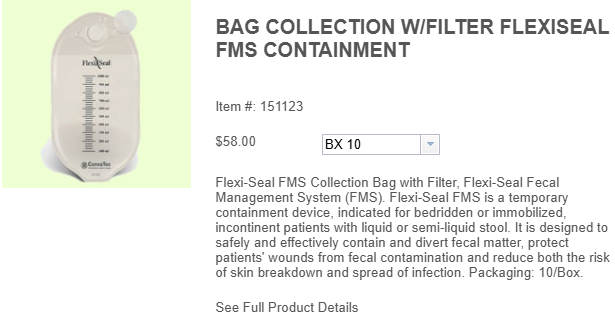 Flexi Seal
ConvaTec
BAG COLLECTION W/FILTER FLEXISEAL
FMS CONTAINMENT
Item #: 151123
$58.00
BX 10
Flexi-Seal FMS Collection Bag with Filter, Flexi-Seal Fecal
Management System (FMS). Flexi-Seal FMS is a temporary
containment device, indicated for bedridden or immobilized,
incontinent patients with liquid or semi-liquid stool. It is designed to
safely and effectively contain and divert fecal matter, protect
patients' wounds from fecal contamination and reduce both the risk
of skin breakdown and spread of infection. Packaging: 10/Box.
See Full Product Details